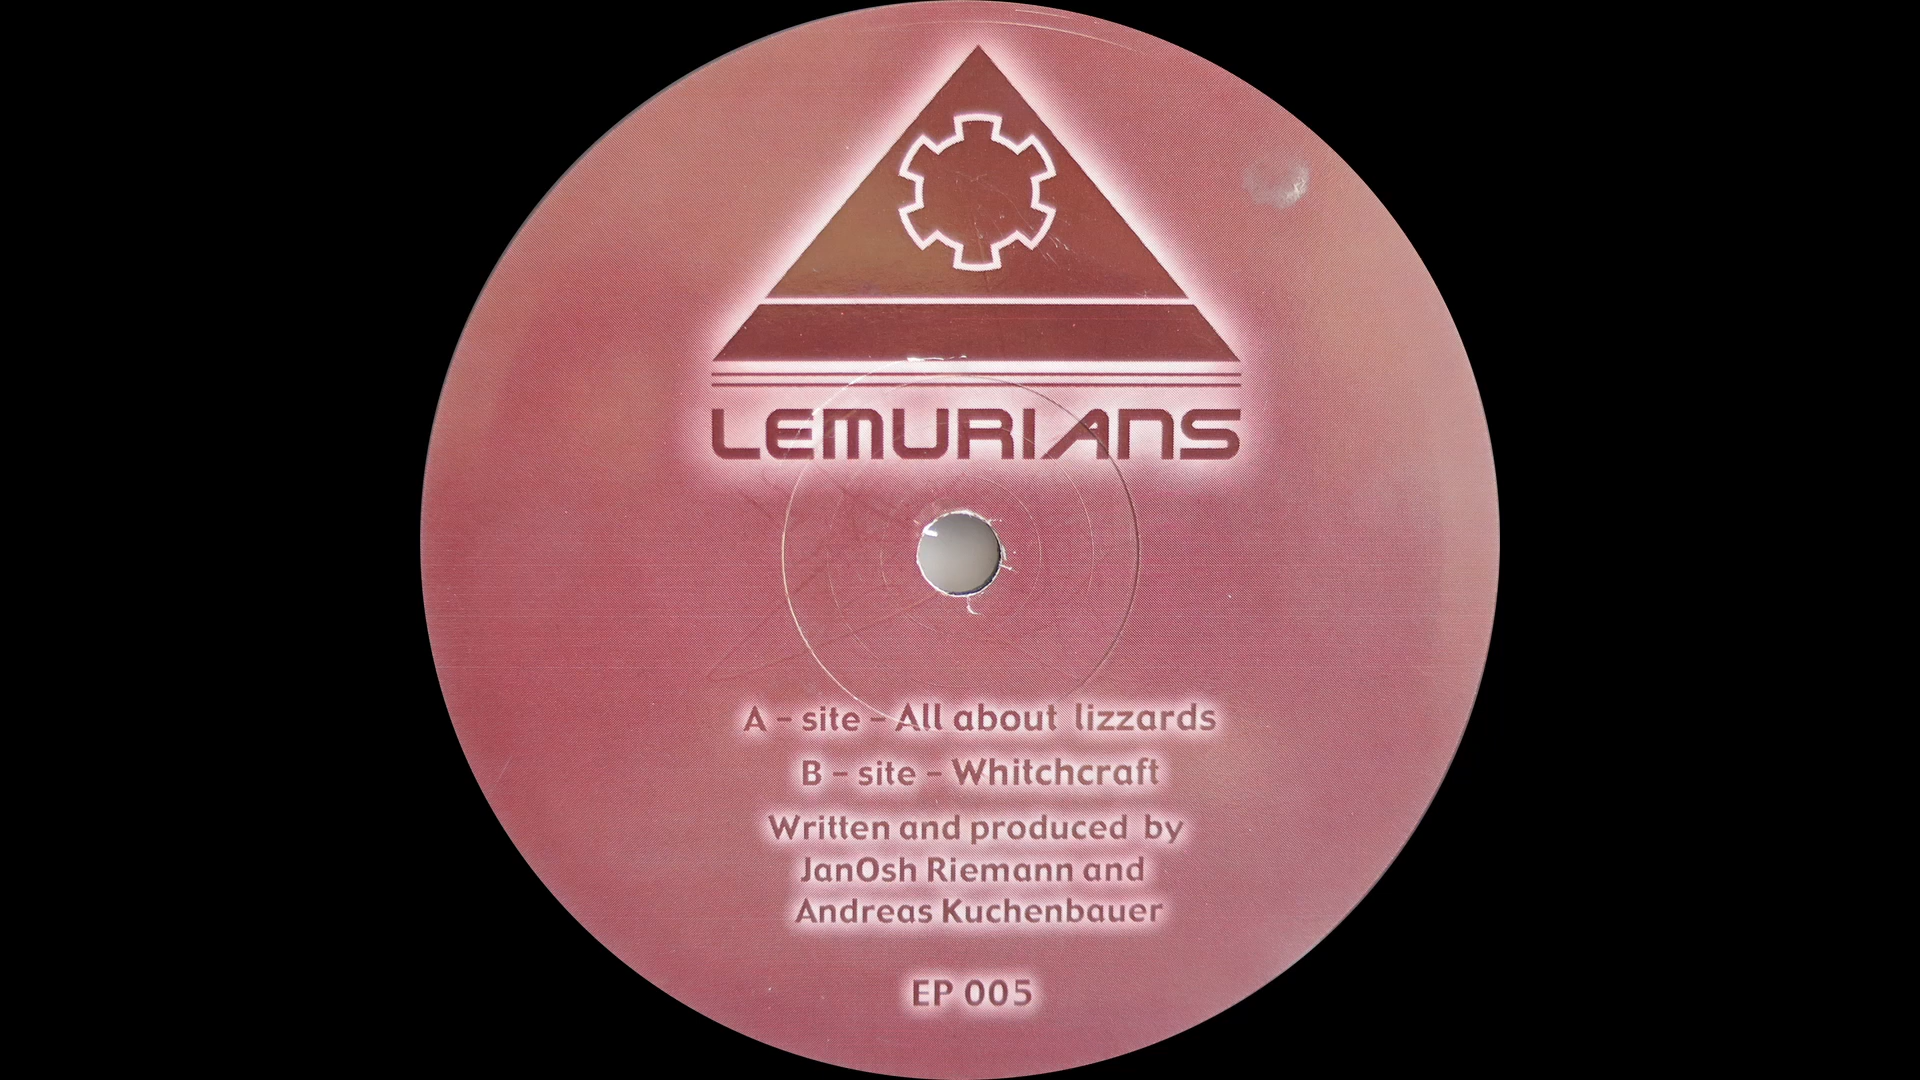 LEMURIANS
A - site - All about lizzards
B - site - Whitchcraft
Written and produced by
JanOsh Riemann and
Andreas Kuchenbauer
EP 005